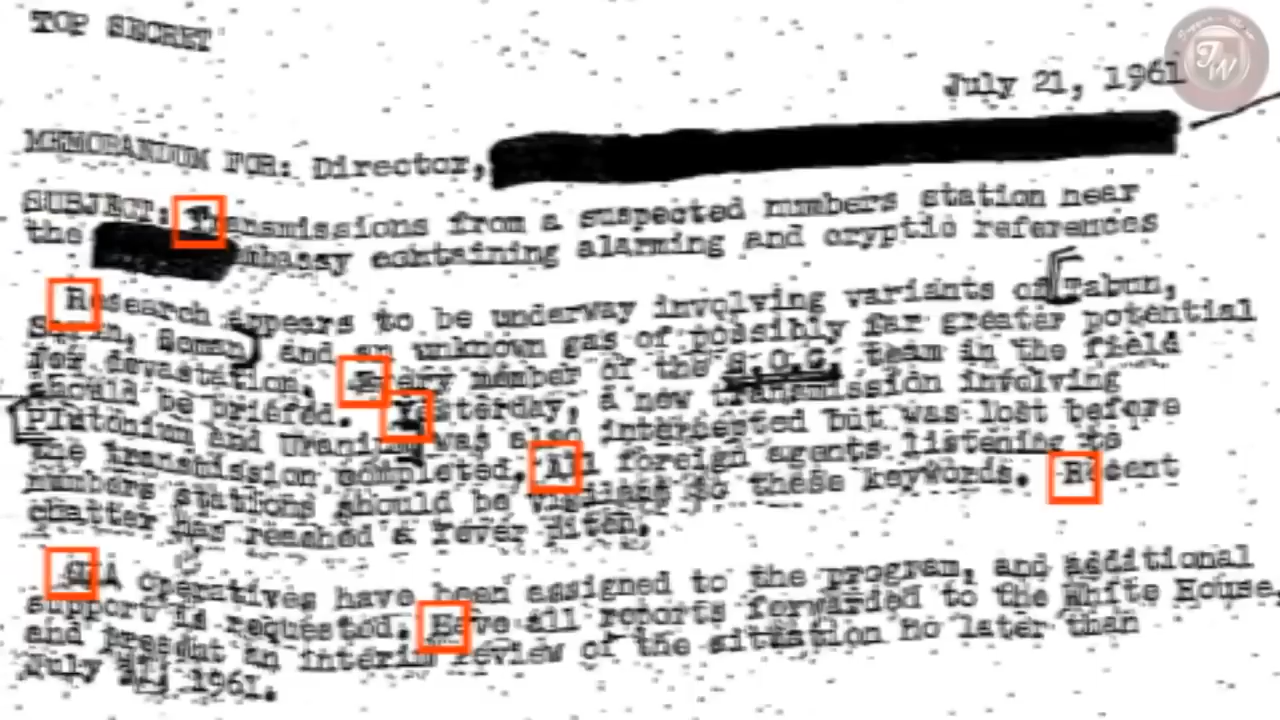 TOP SECRET
July 21, 1961
MEMORANDUM FOR: Director,
SUBJECT: Transmissions from a suspected numbers station near
the mbassy containing alarming and cryptic references
Research appears to be underway involving variants of Tabun,
Sarin, Soman, and an unknown gas of possibly far greater potential
for devastation. Every member of the S.O.G. team in the field
should be briefed. Yesterday, a new transmission involving
Plutonium and Uranium was also intercepted but was lost before
the transmission completed, All foreign agents listening to
numbers stations should be vigilant to these keywords. Recent
chatter has reached a fever pitch.
CIA operatives have been assigned to the program, and additional
support is requested. Have all reports forwarded to the White House,
and present an interim review of the situation no later than
July 1961.
TW